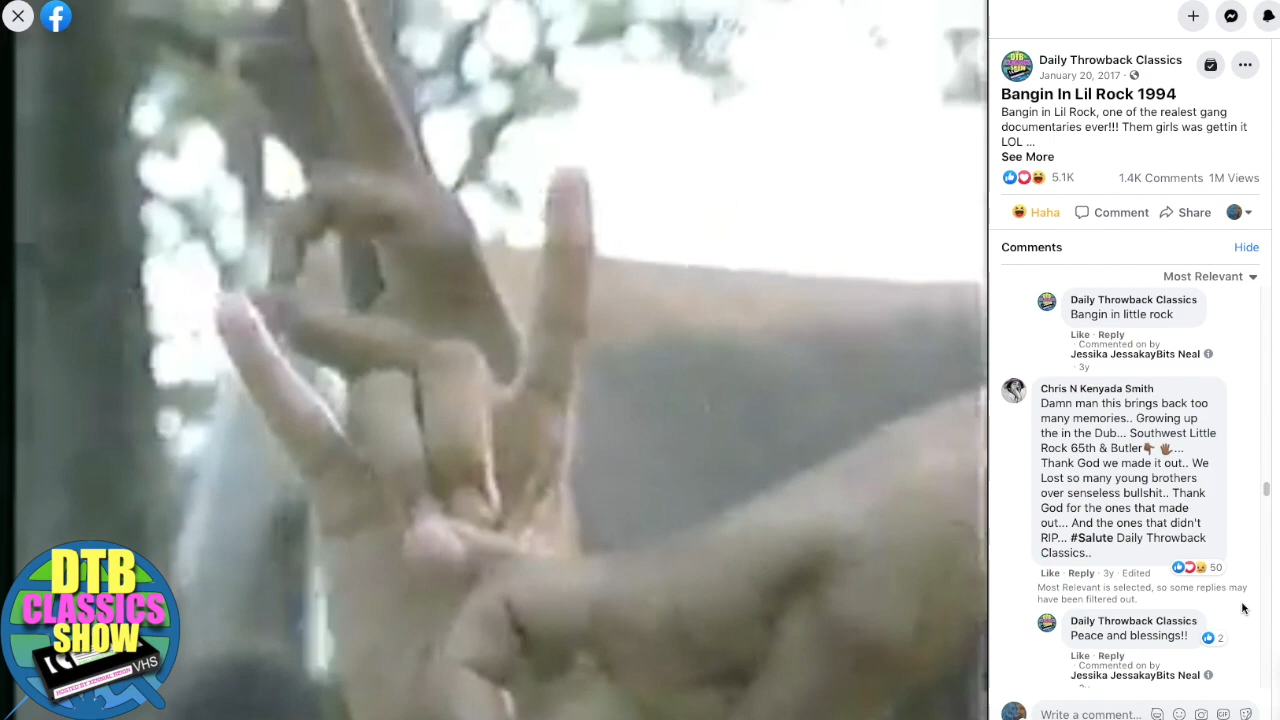 Daily Throwback Classics
January 20, 2017 ·
Bangin In Lil Rock 1994
Bangin in Lil Rock, one of the realest gang
documentaries ever!!! Them girls was gettin it
LOL ...
See More
5.1K
1.4K Comments 1M Views
Haha Comment Share
Comments
Hide
Most Relevant
Daily Throwback Classics
Bangin in little rock
Like · Reply
· Commented on by
Jessika JessakayBits Neal
· 3y
Chris N Kenyada Smith
Damn man this brings back too
many memories.. Growing up
the in the Dub... Southwest Little
Rock 65th & Butler👎🏾 🖐🏾...
Thank God we made it out.. We
Lost so many young brothers
over senseless bullshit.. Thank
God for the ones that made
out... And the ones that didn't
RIP... #Salute Daily Throwback
Classics..
50
Like · Reply · 3y · Edited
Most Relevant is selected, so some replies may
have been filtered out.
Daily Throwback Classics
Peace and blessings!!
2
Like · Reply
· Commented on by
Jessika JessakayBits Neal
Write a comment...
GIF
DTB
CLASSICS
SHOW
VHS